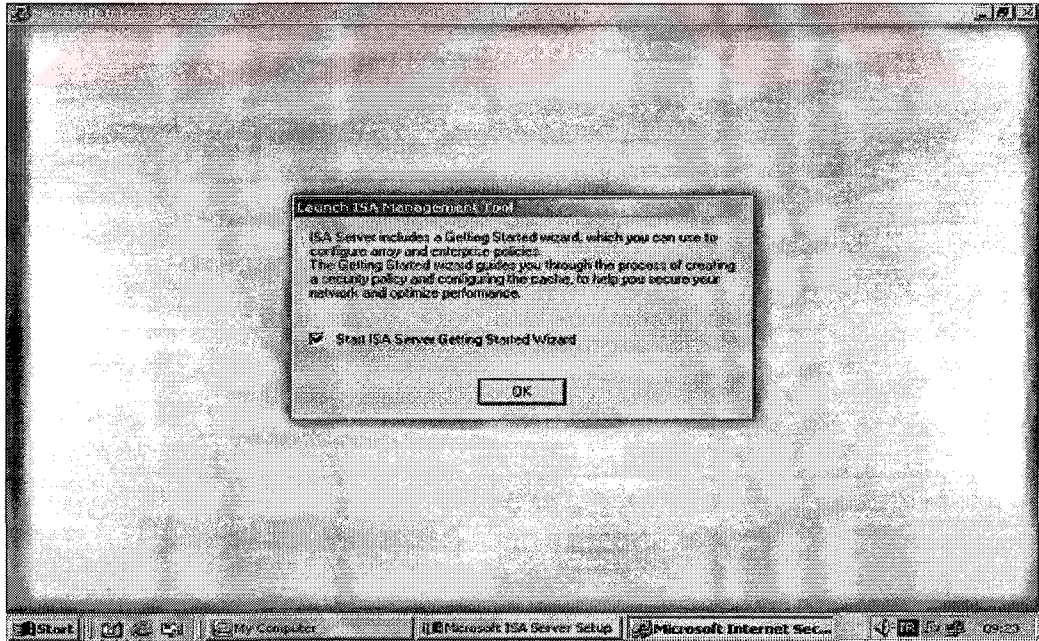 Launch ISA Management Tool
ISA Server includes a Getting Started wizard, which you can use to
configure array and enterprise policies.
The Getting Started wizard guides you through the process of creating
a security policy and configuring the cache, to help you secure your
network and optimize performance.
Start ISA Server Getting Started Wizard
OK
Start
My Computer
Microsoft ISA Server Setup
Microsoft Internet Sec...
TR
09:29